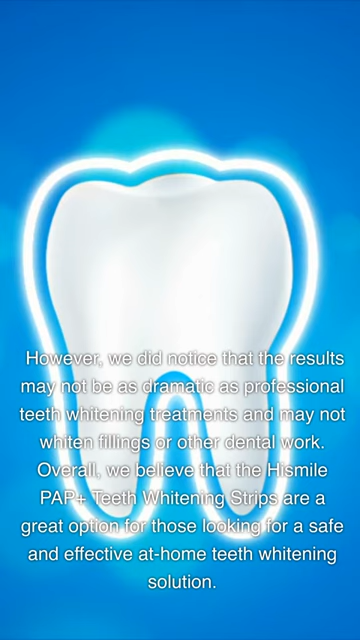 However, we did notice that the results
may not be as dramatic as professional
teeth whitening treatments and may not
whiten fillings or other dental work.
Overall, we believe that the Hismile
PAP+ Teeth Whitening Strips are a
great option for those looking for a safe
and effective at-home teeth whitening
solution.